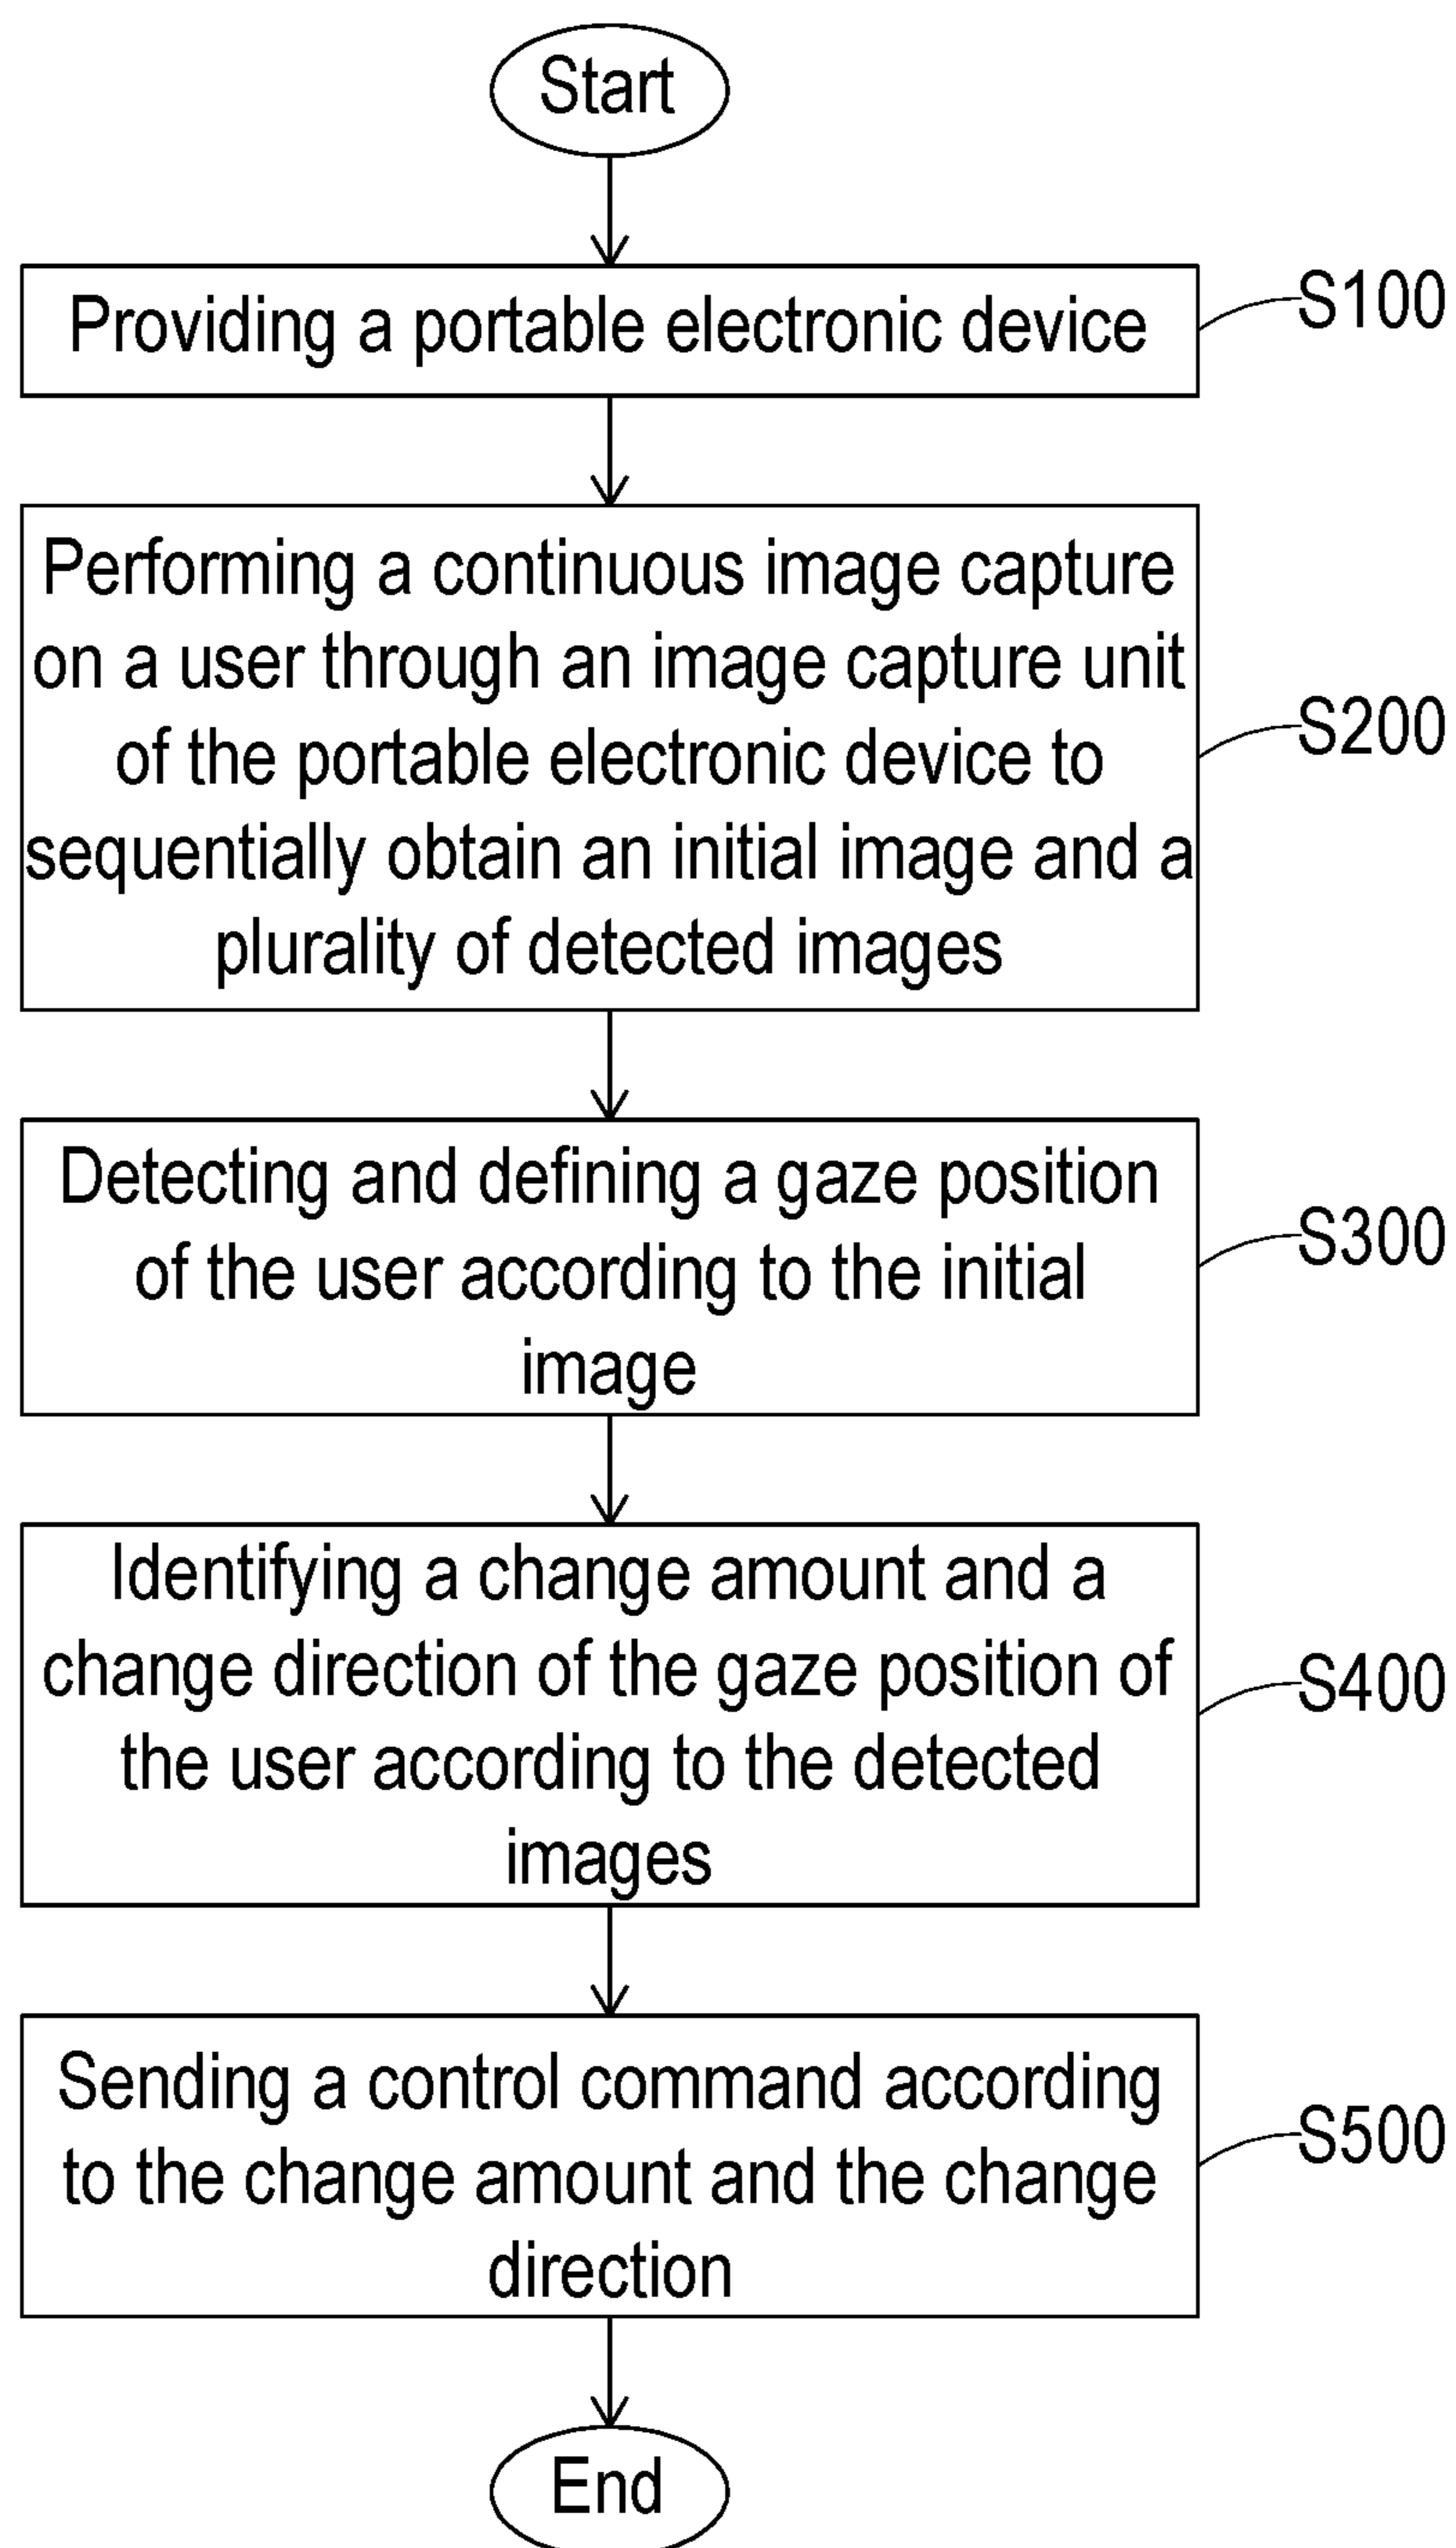 Start
Providing a portable electronic device
S100
Performing a continuous image capture
on a user through an image capture unit
of the portable electronic device to
sequentially obtain an initial image and a
plurality of detected images
S200
Detecting and defining a gaze position
of the user according to the initial
image
S300
Identifying a change amount and a
change direction of the gaze position of
the user according to the detected
images
S400
Sending a control command according
to the change amount and the change
direction
S500
End